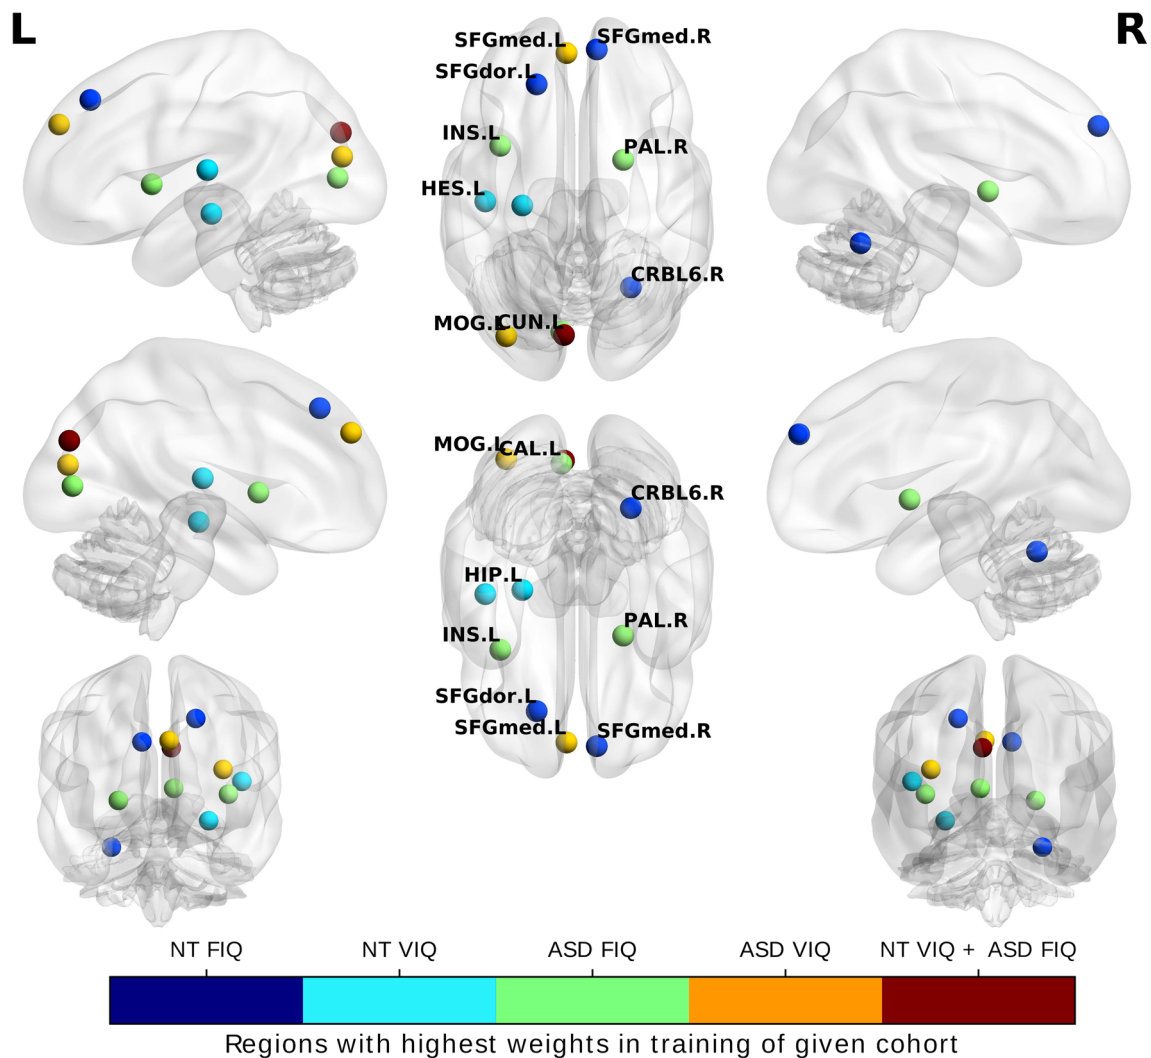 L
R
SFGmed.L
SFGmed.R
SFGdor.L
INS.L
PAL.R
HES.L
CRBL6.R
MOG.L
CUN.L
MOG.L
CAL.L
CRBL6.R
HIP.L
INS.L
PAL.R
SFGdor.L
SFGmed.L
SFGmed.R
NT FIQ
NT VIQ
ASD FIQ
ASD VIQ
NT VIQ + ASD FIQ
Regions with highest weights in training of given cohort